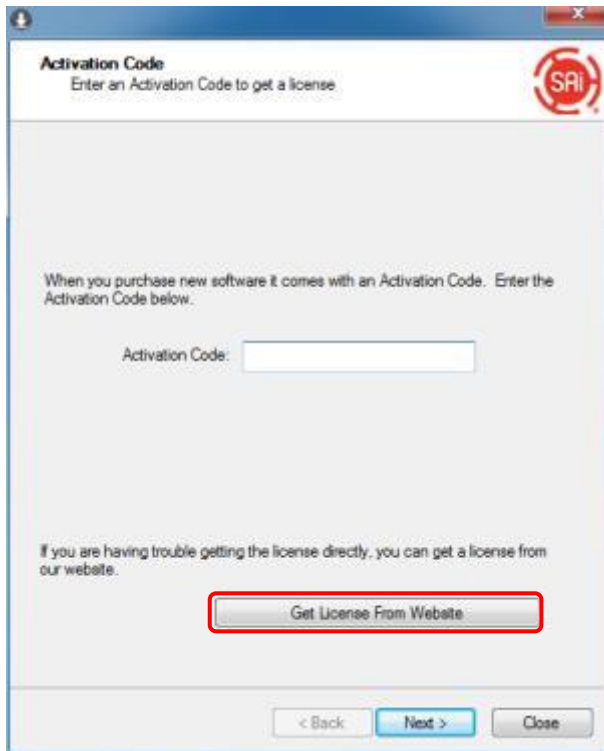 Activation Code
Enter an Activation Code to get a license
SAi
When you purchase new software it comes with an Activation Code. Enter the
Activation Code below.
Activation Code:
If you are having trouble getting the license directly, you can get a license from
our website.
Get License From Website
< Back
Next >
Close